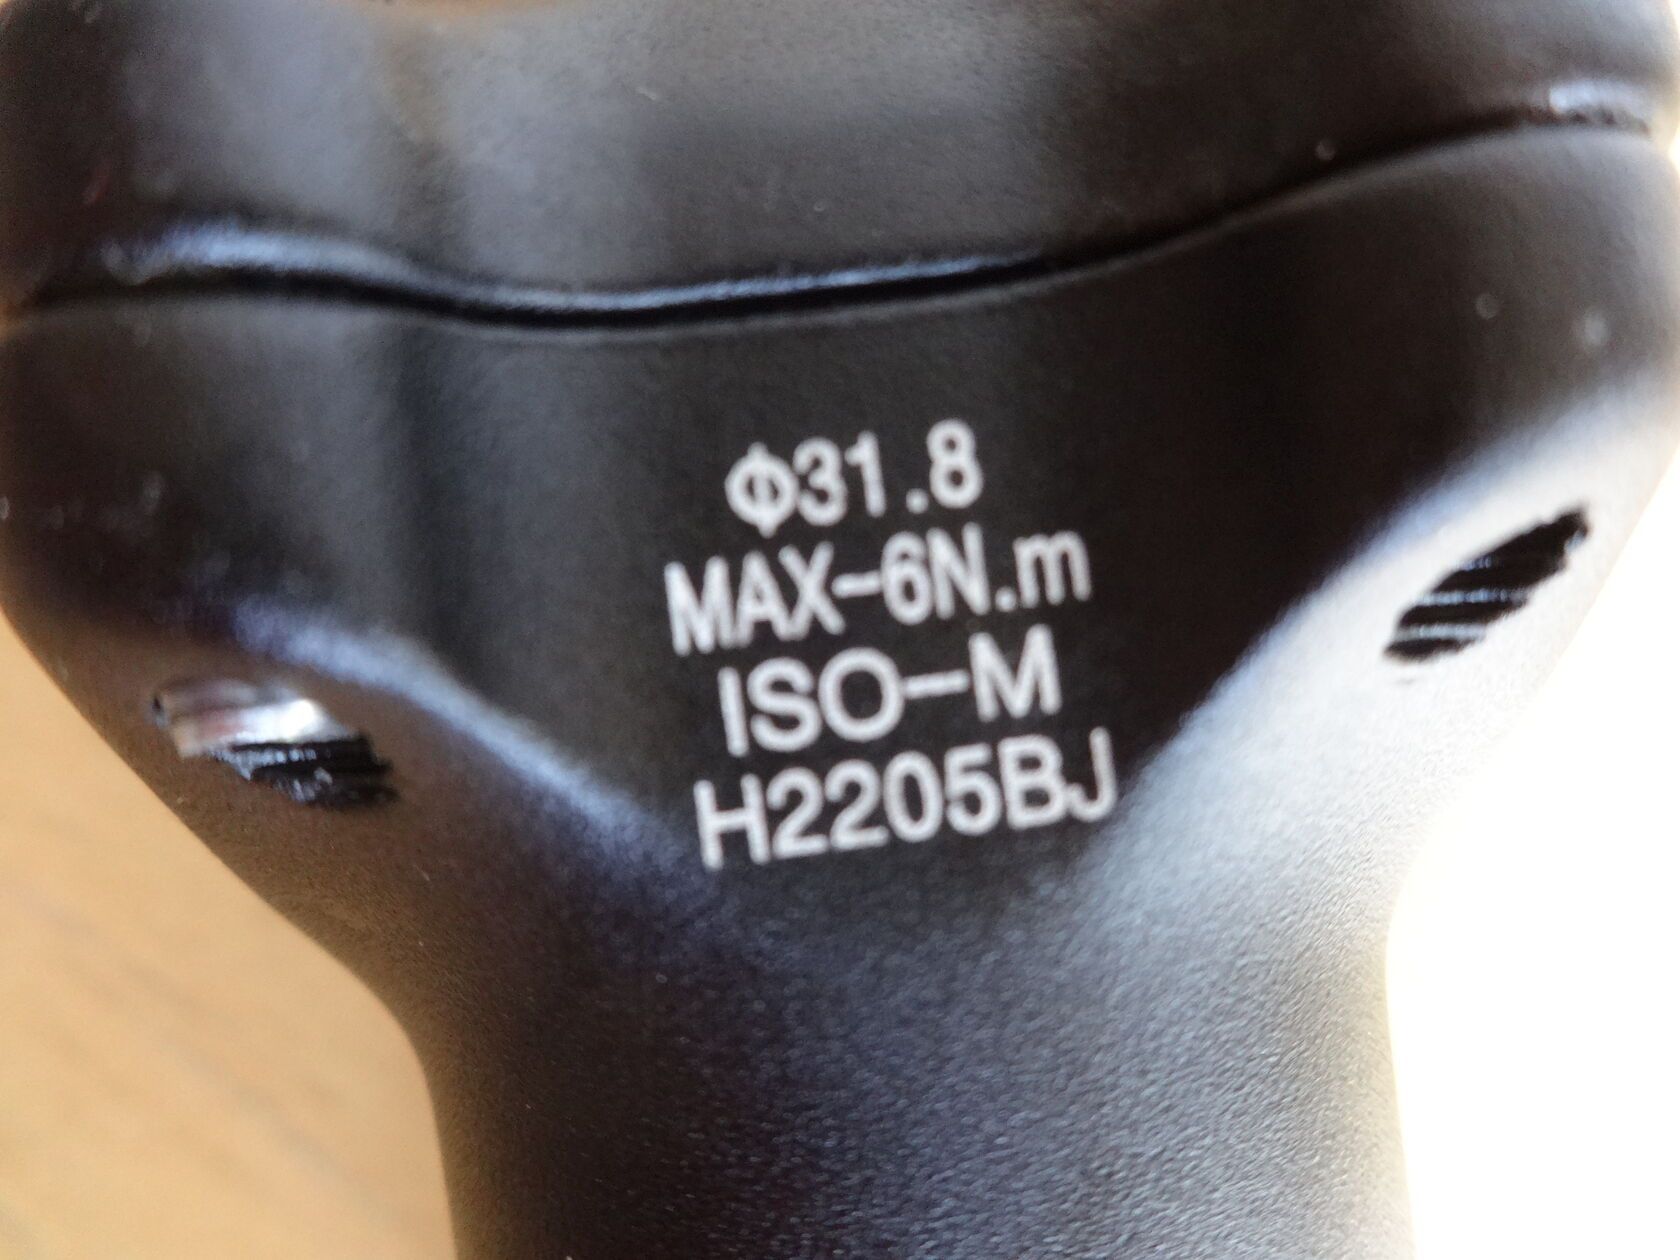 Φ31.8
MAX-6N.m
ISO-M
H2205BJ